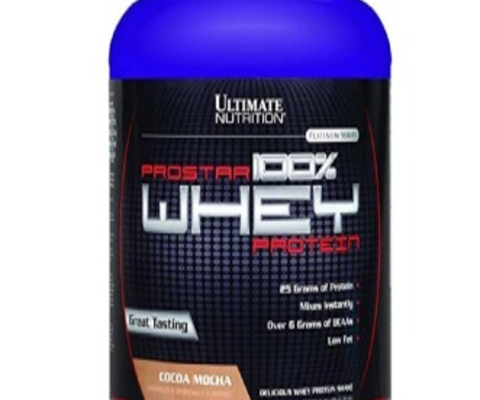 ULTIMATE
NUTRITION®
PLATINUM SERIES
PROSTAR 100%
WHEY
PROTEIN
25 Grams of Protein
Mixes Instantly
Over 6 Grams of BCAAs
Low Fat
Great Tasting
COCOA MOCHA
DELICIOUS WHEY PROTEIN SHAKE